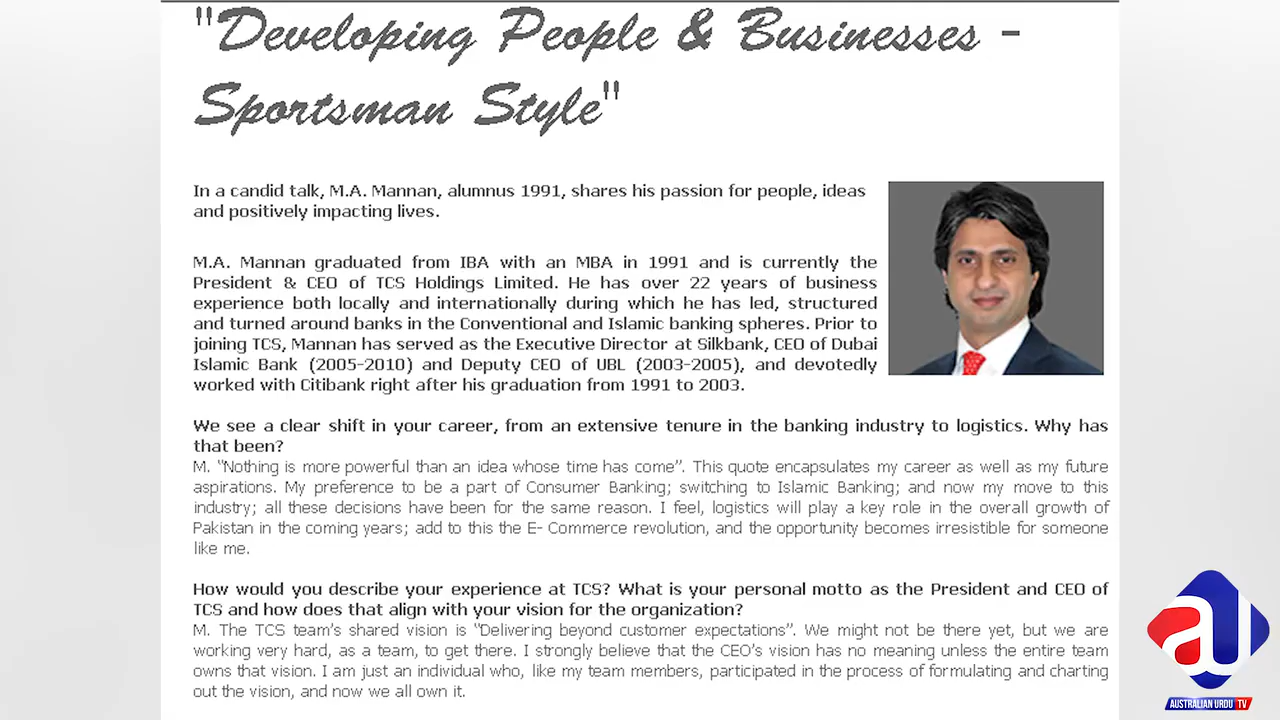 "Developing People & Businesses -
Sportsman Style"
In a candid talk, M.A. Mannan, alumnus 1991, shares his passion for people, ideas
and positively impacting lives.
M.A. Mannan graduated from IBA with an MBA in 1991 and is currently the
President & CEO of TCS Holdings Limited. He has over 22 years of business
experience both locally and internationally during which he has led, structured
and turned around banks in the Conventional and Islamic banking spheres. Prior to
joining TCS, Mannan has served as the Executive Director at Silkbank, CEO of Dubai
Islamic Bank (2005-2010) and Deputy CEO of UBL (2003-2005), and devotedly
worked with Citibank right after his graduation from 1991 to 2003.
We see a clear shift in your career, from an extensive tenure in the banking industry to logistics. Why has
that been?
M. "Nothing is more powerful than an idea whose time has come". This quote encapsulates my career as well as my future
aspirations. My preference to be a part of Consumer Banking; switching to Islamic Banking; and now my move to this
industry; all these decisions have been for the same reason. I feel, logistics will play a key role in the overall growth of
Pakistan in the coming years; add to this the E- Commerce revolution, and the opportunity becomes irresistible for someone
like me.
How would you describe your experience at TCS? What is your personal motto as the President and CEO of
TCS and how does that align with your vision for the organization?
M. The TCS team's shared vision is "Delivering beyond customer expectations". We might not be there yet, but we are
working very hard, as a team, to get there. I strongly believe that the CEO's vision has no meaning unless the entire team
owns that vision. I am just an individual who, like my team members, participated in the process of formulating and charting
out the vision, and now we all own it.
AUSTRALIAN URDU TV